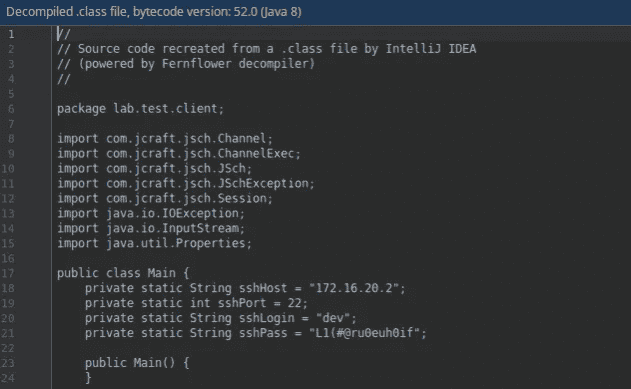 Decompiled .class file, bytecode version: 52.0 (Java 8)
1 //
2 // Source code recreated from a .class file by IntelliJ IDEA
3 // (powered by Fernflower decompiler)
4 //
5
6 package lab.test.client;
7
8 import com.jcraft.jsch.Channel;
9 import com.jcraft.jsch.ChannelExec;
10 import com.jcraft.jsch.JSch;
11 import com.jcraft.jsch.JSchException;
12 import com.jcraft.jsch.Session;
13 import java.io.IOException;
14 import java.io.InputStream;
15 import java.util.Properties;
16
17 public class Main {
18     private static String sshHost = "172.16.20.2";
19     private static int sshPort = 22;
20     private static String sshLogin = "dev";
21     private static String sshPass = "L1(#@ru0euh0if";
22
23     public Main() {
24     }